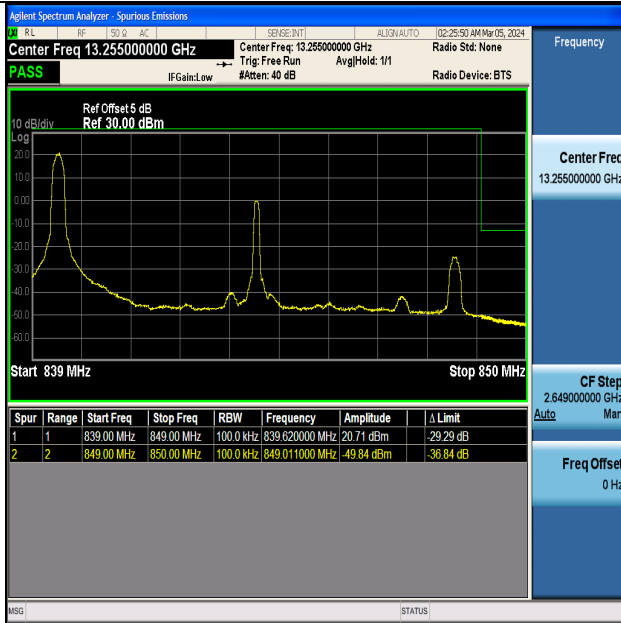 Agilent Spectrum Analyzer - Spurious Emissions
RL RF 50 Ω AC SENSE:INT ALIGN AUTO 02:25:50 AM Mar 05, 2024
Center Freq 13.255000000 GHz
Center Freq: 13.255000000 GHz
Radio Std: None
Trig: Free Run Avg|Hold: 1/1
PASS
IFGain:Low
#Atten: 40 dB
Radio Device: BTS
Ref Offset 5 dB
10 dB/div Ref 30.00 dBm
Log
20.0
10.0
0.00
-10.0
-20.0
-30.0
-40.0
-50.0
-60.0
Start 839 MHz Stop 850 MHz
Spur Range Start Freq Stop Freq RBW Frequency Amplitude Δ Limit
1 1 839.00 MHz 849.00 MHz 100.0 kHz 839.620000 MHz 20.71 dBm -29.29 dB
2 2 849.00 MHz 850.00 MHz 100.0 kHz 849.011000 MHz -49.84 dBm -36.84 dB
MSG STATUS
Frequency
Center Freq
13.255000000 GHz
CF Step
2.649000000 GHz
Auto Man
Freq Offset
0 Hz